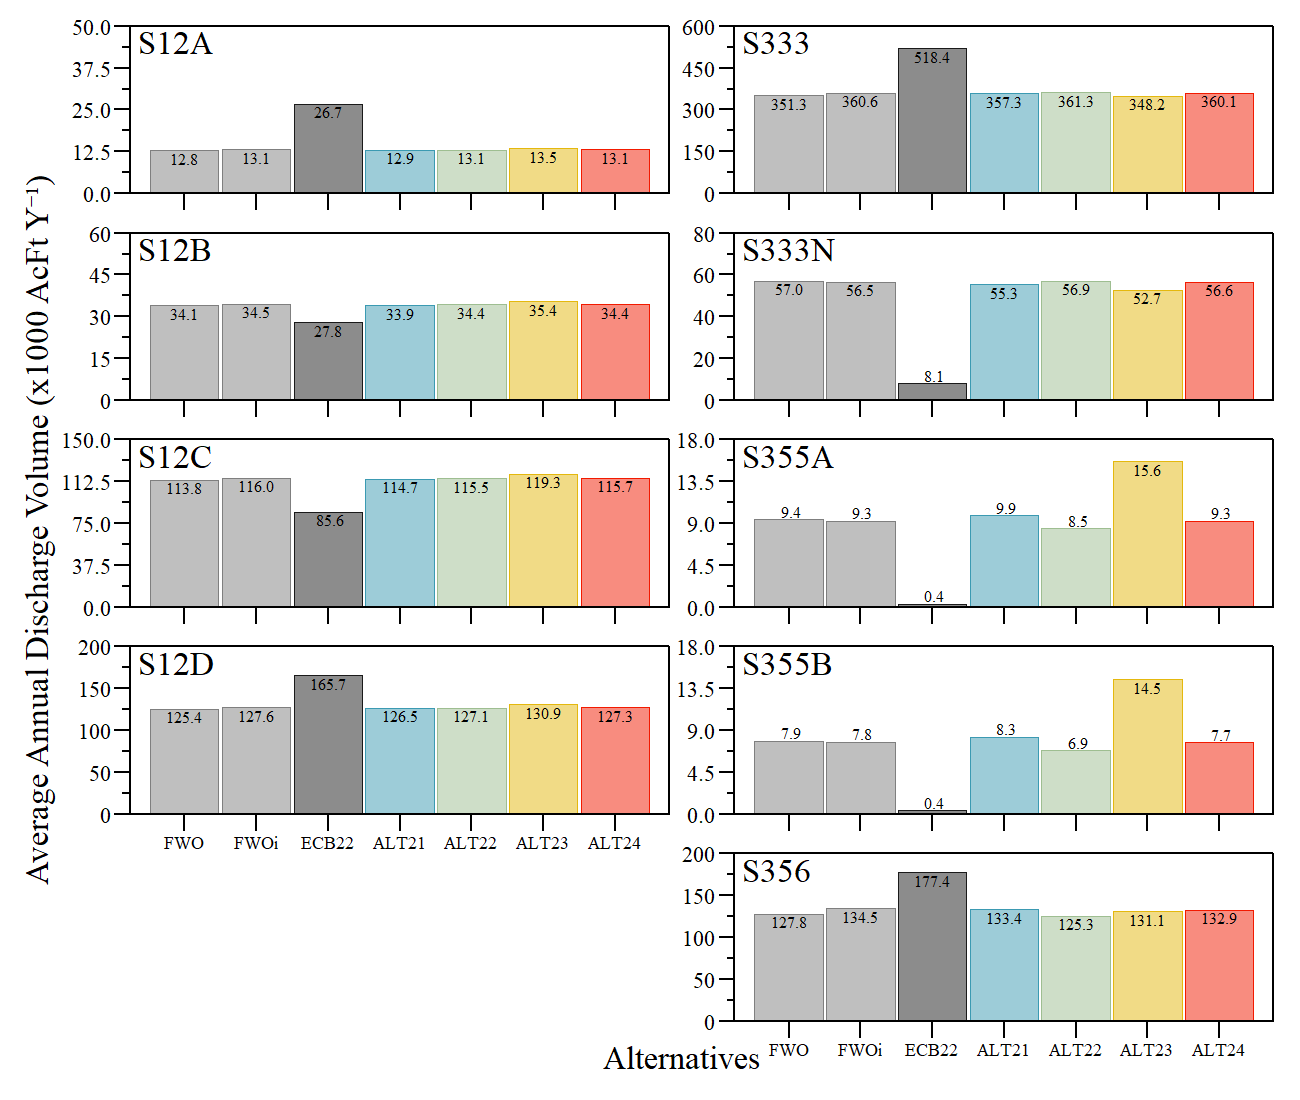 Average Annual Discharge Volume (x1000 AcFt Y⁻¹)
S12A
50.0
37.5
25.0
12.5
0.0
12.8 13.1 26.7 12.9 13.1 13.5 13.1
S12B
60
45
30
15
0
34.1 34.5 27.8 33.9 34.4 35.4 34.4
S12C
150.0
112.5
75.0
37.5
0.0
113.8 116.0 85.6 114.7 115.5 119.3 115.7
S12D
200
150
100
50
0
125.4 127.6 165.7 126.5 127.1 130.9 127.3
FWO FWOi ECB22 ALT21 ALT22 ALT23 ALT24
S333
600
450
300
150
0
351.3 360.6 518.4 357.3 361.3 348.2 360.1
S333N
80
60
40
20
0
57.0 56.5 8.1 55.3 56.9 52.7 56.6
S355A
18.0
13.5
9.0
4.5
0.0
9.4 9.3 0.4 9.9 8.5 15.6 9.3
S355B
18.0
13.5
9.0
4.5
0.0
7.9 7.8 0.4 8.3 6.9 14.5 7.7
S356
200
150
100
50
0
127.8 134.5 177.4 133.4 125.3 131.1 132.9
FWO FWOi ECB22 ALT21 ALT22 ALT23 ALT24
Alternatives